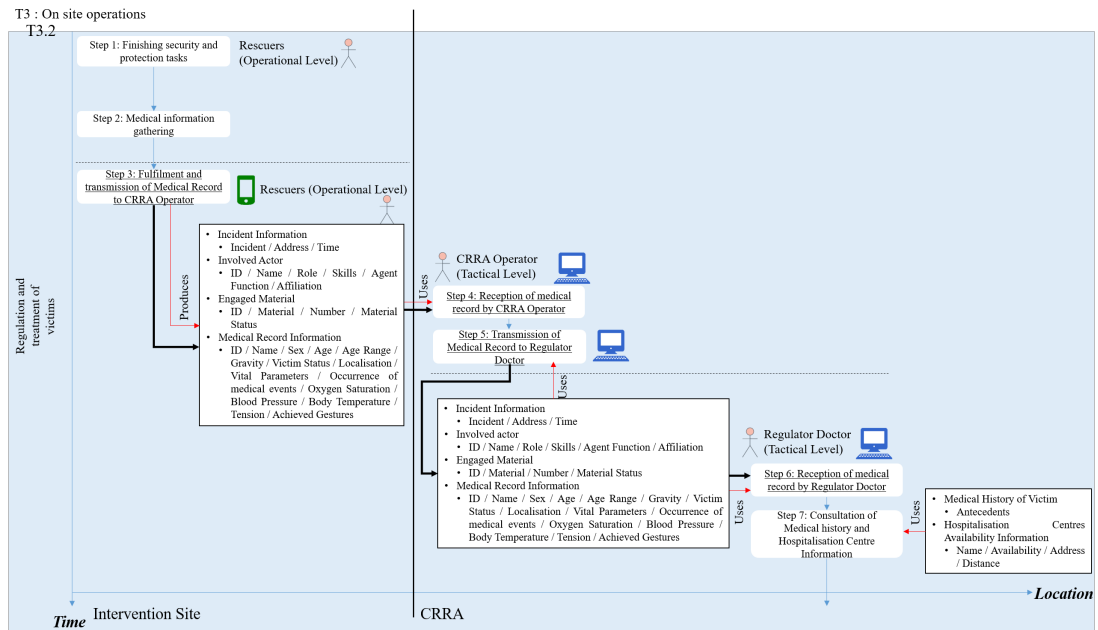 T3 : On site operations
T3.2
Step 1: Finishing security and
protection tasks
Rescuers
(Operational Level)
Step 2: Medical information
gathering
Step 3: Fulfilment and
transmission of Medical Record
to CRRA Operator
Rescuers (Operational Level)
Regulation and
treatment of
victims
Produces
• Incident Information
• Incident / Address / Time
• Involved Actor
• ID / Name / Role / Skills / Agent
Function / Affiliation
• Engaged Material
• ID / Material / Number / Material
Status
• Medical Record Information
• ID / Name / Sex / Age / Age Range /
Gravity / Victim Status / Localisation /
Vital Parameters / Occurrence of
medical events / Oxygen Saturation /
Blood Pressure / Body Temperature /
Tension / Achieved Gestures
Uses
CRRA Operator
(Tactical Level)
Step 4: Reception of medical
record by CRRA Operator
Step 5: Transmission of
Medical Record to Regulator
Doctor
Uses
• Incident Information
• Incident / Address / Time
• Involved actor
• ID / Name / Role / Skills / Agent Function / Affiliation
• Engaged Material
• ID / Material / Number / Material Status
• Medical Record Information
• ID / Name / Sex / Age / Age Range / Gravity / Victim
Status / Localisation / Vital Parameters / Occurrence of
medical events / Oxygen Saturation / Blood Pressure /
Body Temperature / Tension / Achieved Gestures
Uses
Regulator Doctor
(Tactical Level)
Step 6: Reception of medical
record by Regulator Doctor
Step 7: Consultation of
Medical history and
Hospitalisation Centre
Information
Uses
• Medical History of Victim
• Antecedents
• Hospitalisation Centres
Availability Information
• Name / Availability / Address
/ Distance
Location
Time
Intervention Site
CRRA